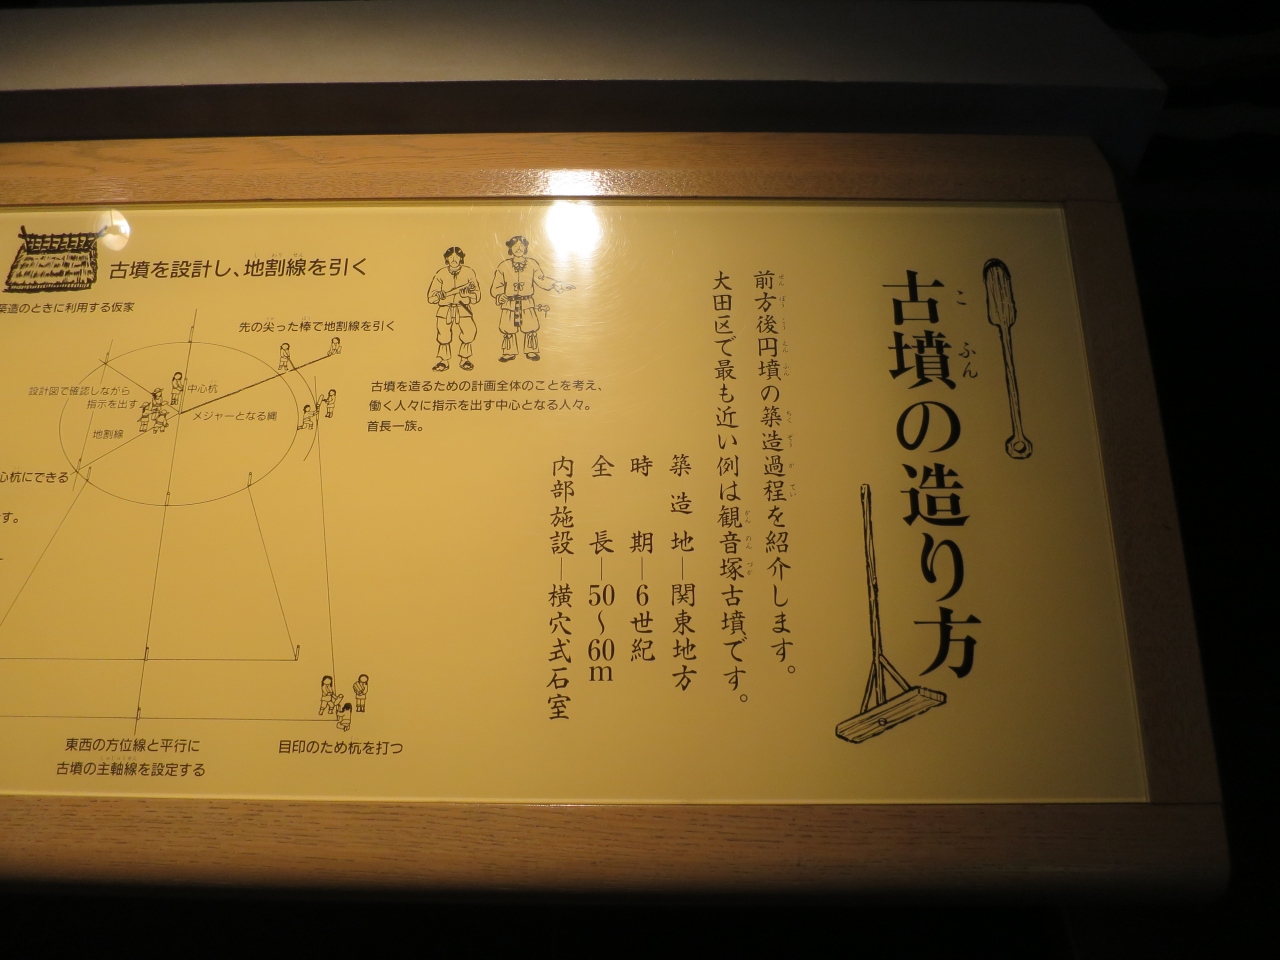 古墳の造り方
前方後円墳の築造過程を紹介します。
大田区で最も近い例は観音塚古墳です。
築造地―関東地方
時期―6世紀
全長―50〜60m
内部施設―横穴式石室
古墳を設計し、地割線を引く
築造のときに利用する仮家
先の尖った棒で地割線を引く
古墳を造るための計画全体のことを考え、
働く人々に指示を出す中心となる人々。
首長一族。
設計図で確認しながら
指示を出す
中心杭
メジャーとなる縄
地割線
心杭にできる
す。
東西の方位線と平行に
古墳の主軸線を設定する
目印のため杭を打つ